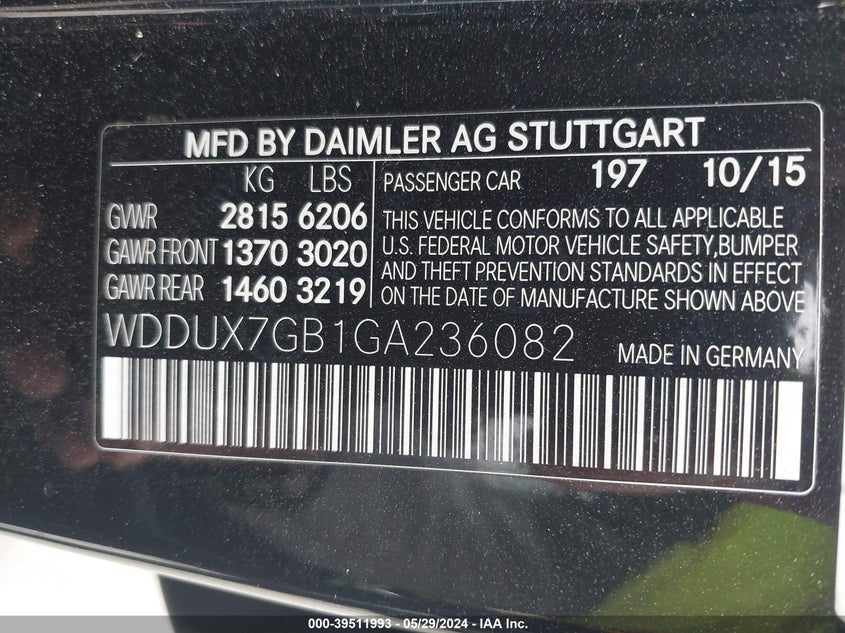 MFD BY DAIMLER AG STUTTGART
KG LBS
GVWR 2815 6206
GAWR FRONT 1370 3020
GAWR REAR 1460 3219
PASSENGER CAR 197 10/15
THIS VEHICLE CONFORMS TO ALL APPLICABLE
U.S. FEDERAL MOTOR VEHICLE SAFETY,BUMPER
AND THEFT PREVENTION STANDARDS IN EFFECT
ON THE DATE OF MANUFACTURE SHOWN ABOVE
WDDUX7GB1GA236082 MADE IN GERMANY
000-39511993 - 05/29/2024 - IAA Inc.